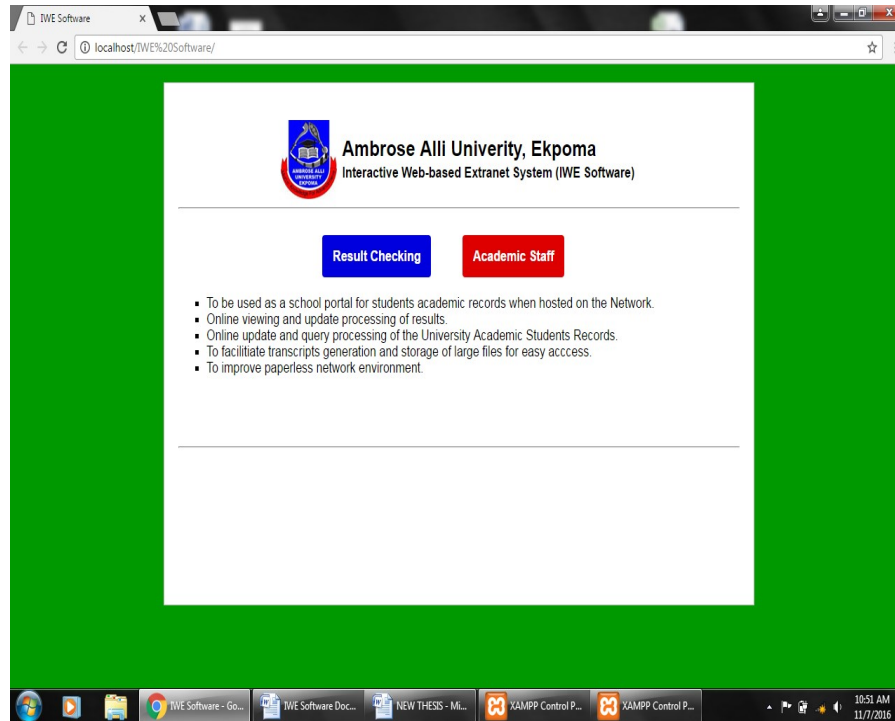 IWE Software
localhost/IWE%20Software/
AMBROSE ALLI
UNIVERSITY
EKPOMA
Ambrose Alli Univerity, Ekpoma
Interactive Web-based Extranet System (IWE Software)
Result Checking
Academic Staff
To be used as a school portal for students academic records when hosted on the Network.
Online viewing and update processing of results.
Online update and query processing of the University Academic Students Records.
To facilitiate transcripts generation and storage of large files for easy acccess.
To improve paperless network environment.
IWE Software - Go...
IWE Software Doc...
NEW THESIS - Mi...
XAMPP Control P...
XAMPP Control P...
10:51 AM
11/7/2016